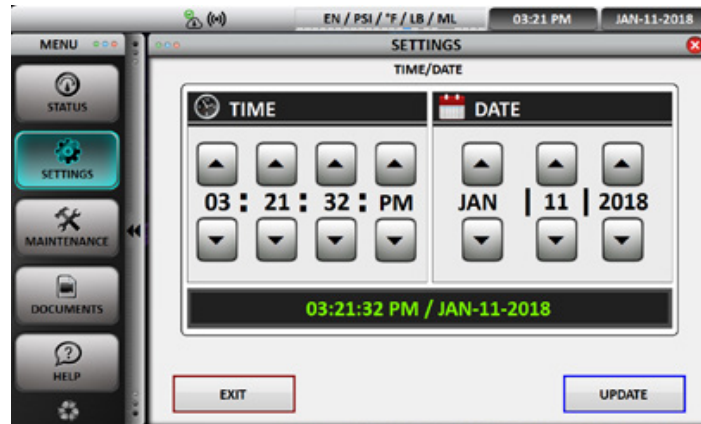 EN / PSI / °F / LB / ML 03:21 PM JAN-11-2018
MENU
SETTINGS
TIME/DATE
STATUS
SETTINGS
MAINTENANCE
DOCUMENTS
HELP
TIME
DATE
03 : 21 : 32 : PM
JAN | 11 | 2018
03:21:32 PM / JAN-11-2018
EXIT
UPDATE